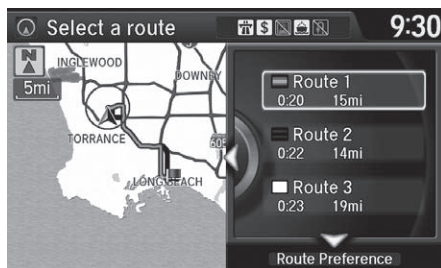 Select a route
$
9:30
N
5mi
INGLEWOOD
DOWNEY
TORRANCE
605
LONG BEACH
Route 1
0:20 15mi
Route 2
0:22 14mi
Route 3
0:23 19mi
Route Preference